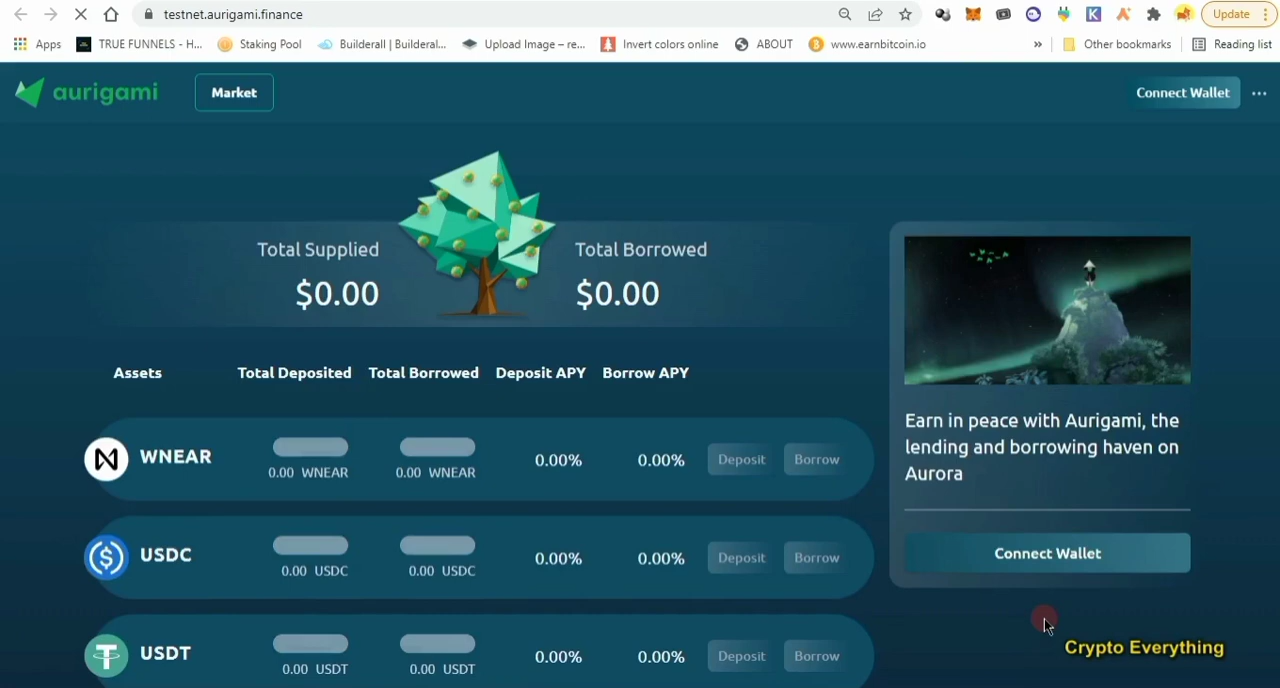 testnet.aurigami.finance
Update
Apps
TRUE FUNNELS - H...
Staking Pool
Builderall | Builderal...
Upload Image – re...
Invert colors online
ABOUT
www.earnbitcoin.io
»
Other bookmarks
Reading list
aurigami
Market
Connect Wallet
Total Supplied
$0.00
Total Borrowed
$0.00
Assets Total Deposited Total Borrowed Deposit APY Borrow APY
WNEAR
0.00 WNEAR
0.00 WNEAR
0.00%
0.00%
Deposit
Borrow
USDC
0.00 USDC
0.00 USDC
0.00%
0.00%
Deposit
Borrow
USDT
0.00 USDT
0.00 USDT
0.00%
0.00%
Deposit
Borrow
Earn in peace with Aurigami, the
lending and borrowing haven on
Aurora
Connect Wallet
Crypto Everything